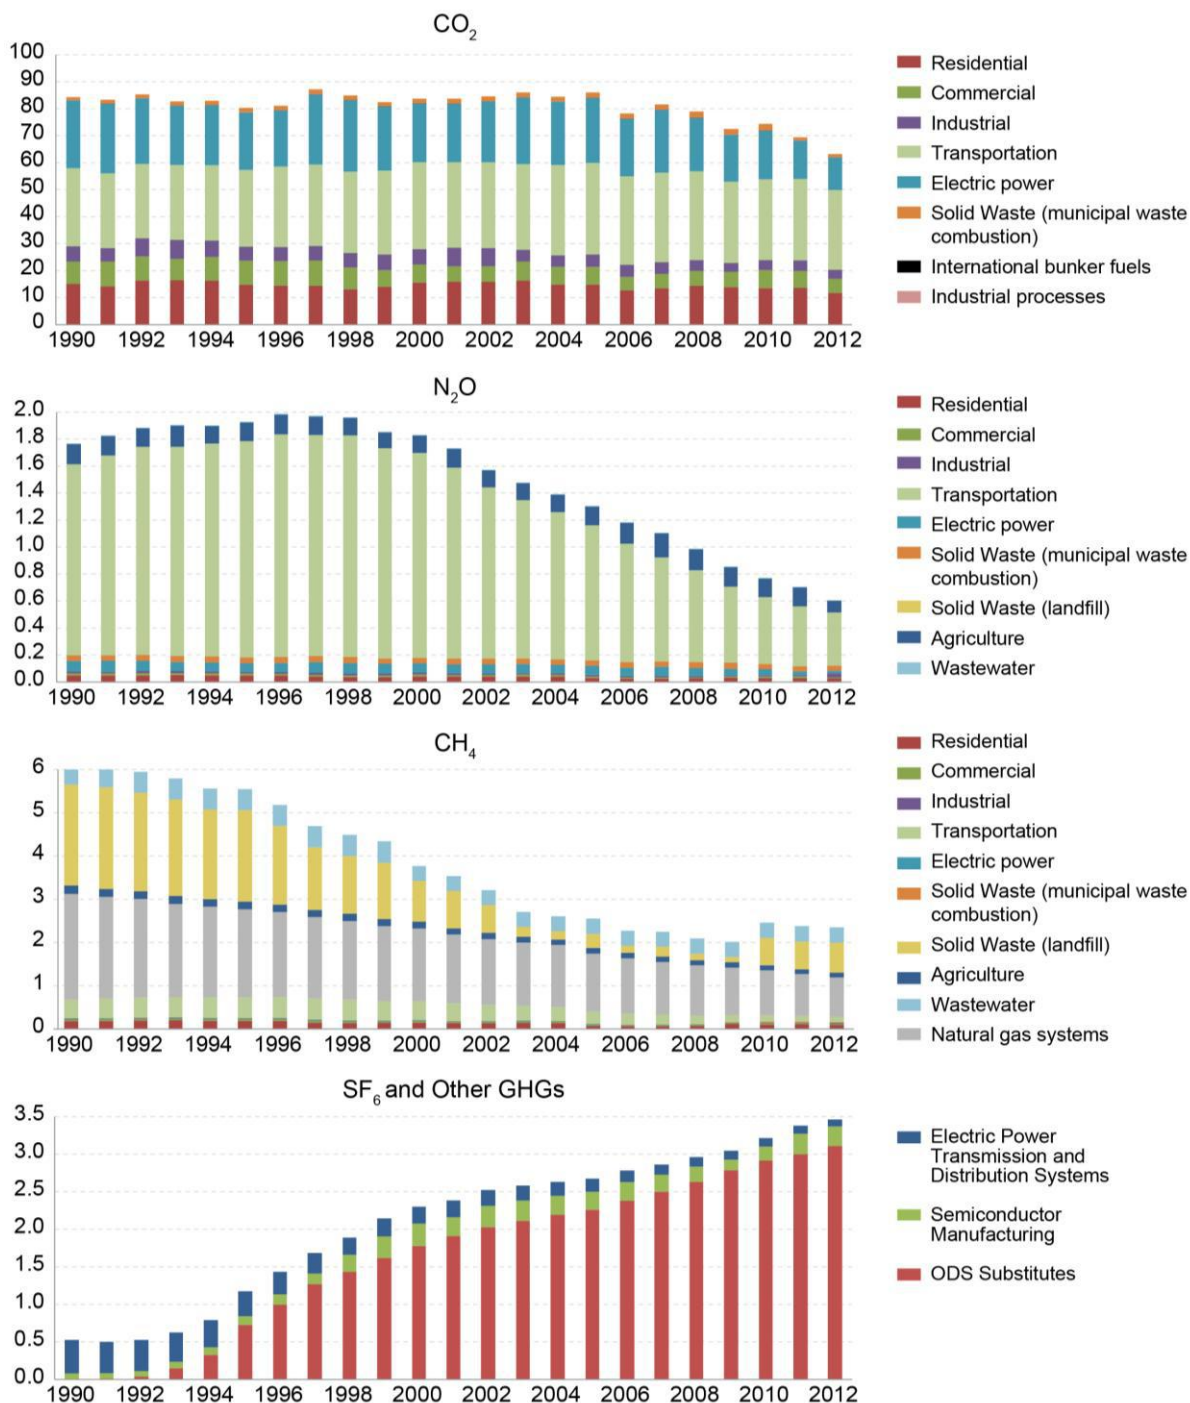 CO2
100
90
80
70
60
50
40
30
20
10
0
1990 1992 1994 1996 1998 2000 2002 2004 2006 2008 2010 2012
Residential
Commercial
Industrial
Transportation
Electric power
Solid Waste (municipal waste
combustion)
International bunker fuels
Industrial processes
N2O
2.0
1.8
1.6
1.4
1.2
1.0
0.8
0.6
0.4
0.2
0.0
1990 1992 1994 1996 1998 2000 2002 2004 2006 2008 2010 2012
Residential
Commercial
Industrial
Transportation
Electric power
Solid Waste (municipal waste
combustion)
Solid Waste (landfill)
Agriculture
Wastewater
CH4
6
5
4
3
2
1
0
1990 1992 1994 1996 1998 2000 2002 2004 2006 2008 2010 2012
Residential
Commercial
Industrial
Transportation
Electric power
Solid Waste (municipal waste
combustion)
Solid Waste (landfill)
Agriculture
Wastewater
Natural gas systems
SF6 and Other GHGs
3.5
3.0
2.5
2.0
1.5
1.0
0.5
0.0
1990 1992 1994 1996 1998 2000 2002 2004 2006 2008 2010 2012
Electric Power
Transmission and
Distribution Systems
Semiconductor
Manufacturing
ODS Substitutes